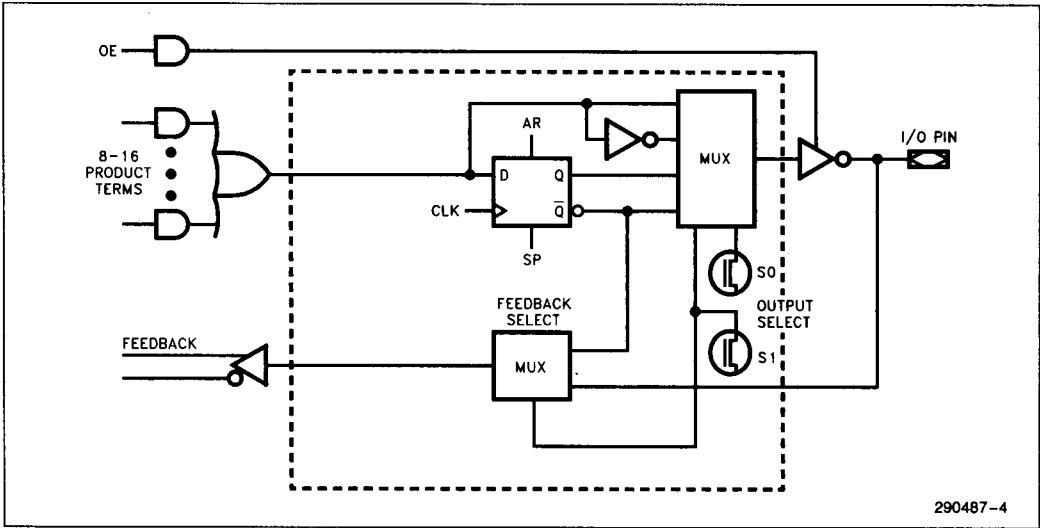 OE
8-16
PRODUCT
TERMS
AR
D
Q
CLK
Q̅
SP
MUX
I/O PIN
S0
OUTPUT
SELECT
S1
FEEDBACK
SELECT
MUX
FEEDBACK
290487-4